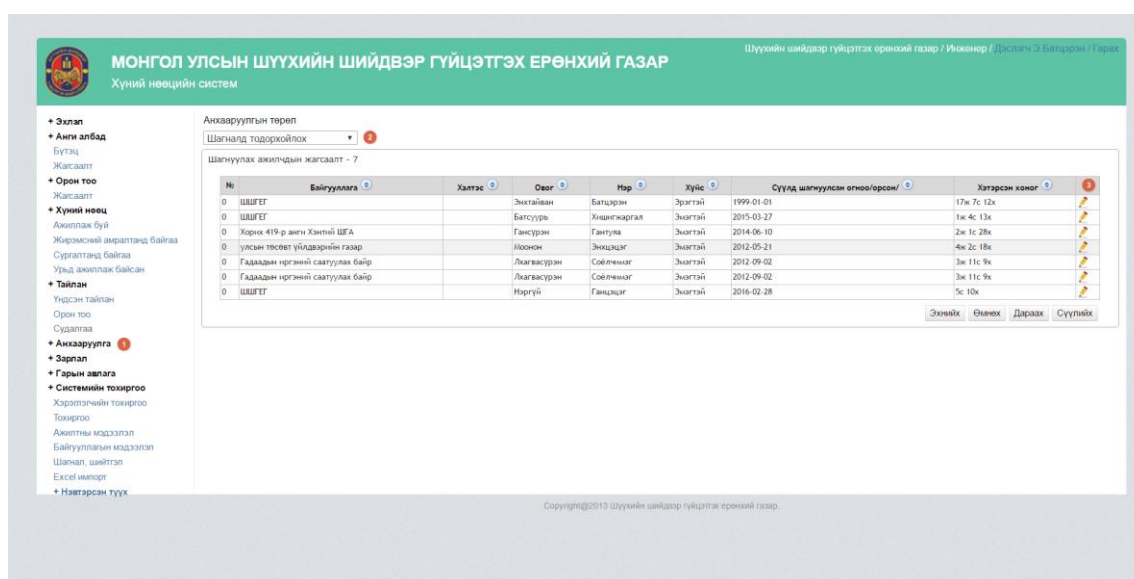 Шүүхийн шийдвэр гүйцэтгэх ерөнхий газар / Инженер / Дэслэгч Э.Батцэрэн / Гарах
МОНГОЛ УЛСЫН ШҮҮХИЙН ШИЙДВЭР ГҮЙЦЭТГЭХ ЕРӨНХИЙ ГАЗАР
Хүний нөөцийн систем
+ Эхлэл
+ Анги албад
Бүтэц
Жагсаалт
+ Орон тоо
Жагсаалт
+ Хүний нөөц
Ажиллаж буй
Жирэмсний амралтанд байгаа
Сургалтанд байгаа
Урьд ажиллаж байсан
+ Тайлан
Үндсэн тайлан
Орон тоо
Судалгаа
+ Анхааруулга 1
+ Зарлал
+ Гарын авлага
+ Системийн тохиргоо
Хэрэглэгчийн тохиргоо
Тохиргоо
Ажилтны мэдээлэл
Байгууллагын мэдээлэл
Шагнал, шийтгэл
Excel импорт
+ Нэвтэрсэн түүх
Анхааруулгын төрөл
Шагналд тодорхойлох 2
Шагнуулах ажилчдын жагсаалт - 7
№ Байгууллага Хэлтэс Овог Нэр Хүйс Сүүлд шагнуулсан огноо/орсон/ Хэтэрсэн хоног 3
0 ШШГЕГ Энхтайван Батцэрэн Эрэгтэй 1999-01-01 17ж 7с 12х
0 ШШГЕГ Батсуурь Хишигжаргал Эмэгтэй 2015-03-27 1ж 4с 13х
0 Хорих 419-р анги Хэнтий ШГА Гансүрэн Гантуяа Эмэгтэй 2014-06-10 2ж 1с 28х
0 улсын төсөвт үйлдвэрийн газар Моонон Энхцэцэг Эмэгтэй 2012-05-21 4ж 2с 18х
0 Гадаадын иргэний саатуулах байр Лхагвасүрэн Соёлчимэг Эмэгтэй 2012-09-02 3ж 11с 9х
0 Гадаадын иргэний саатуулах байр Лхагвасүрэн Соёлчимэг Эмэгтэй 2012-09-02 3ж 11с 9х
0 ШШГЕГ Нэргүй Ганцэцэг Эмэгтэй 2016-02-28 5с 10х
Эхнийх Өмнөх Дараах Сүүлийх
Copyright@2013 Шүүхийн шийдвэр гүйцэтгэх ерөнхий газар.